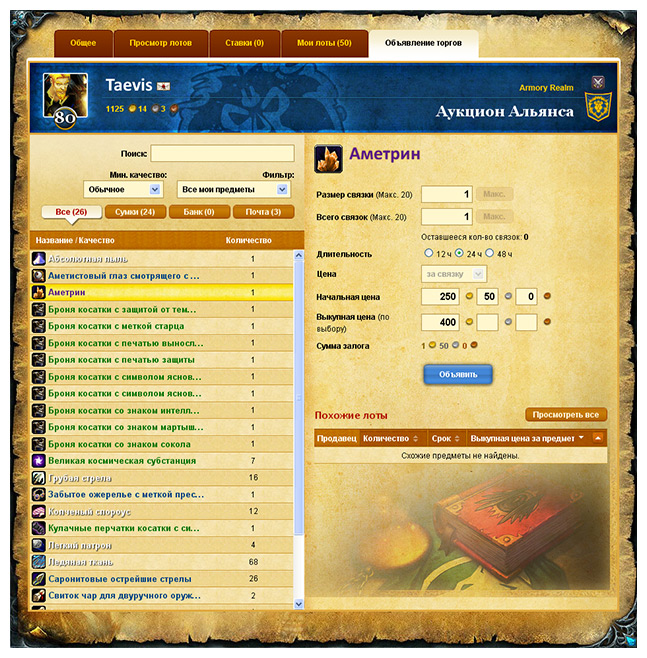 Общее Просмотр лотов Ставки (0) Мои лоты (50) Объявление торгов
Taevis
80
1125 14 3
Armory Realm
Аукцион Альянса
Поиск:
Мин. качество: Фильтр:
Обычное Все мои предметы
Все (26) Сумки (24) Банк (0) Почта (3)
Название / Качество Количество
Абсолютная пыль 1
Аметистовый глаз смотрящего с ... 1
Аметрин 1
Броня косатки с защитой от тем... 1
Броня косатки с меткой старца 1
Броня косатки с печатью выносл... 1
Броня косатки с печатью защиты 1
Броня косатки с символом яснов... 1
Броня косатки с символом яснов... 1
Броня косатки со знаком интелл... 1
Броня косатки со знаком мартыш... 1
Броня косатки со знаком сокола 1
Великая космическая субстанция 7
Грубая стрела 16
Забытое ожерелье с меткой прес... 1
Копченый спороус 12
Кулачные перчатки косатки с си... 1
Легкий патрон 4
Ледяная ткань 68
Саронитовые острейшие стрелы 26
Свиток чар для двуручного оруж... 2
Аметрин
Размер связки (Макс. 20) 1 Макс.
Всего связок (Макс. 20) 1 Макс.
Оставшееся кол-во связок: 0
Длительность 12 ч 24 ч 48 ч
Цена за связку
Начальная цена 250 50 0
Выкупная цена (по
выбору) 400
Сумма залога 1 50 0
Объявить
Похожие лоты Просмотреть все
Продавец Количество Срок Выкупная цена за предмет
Схожие предметы не найдены.